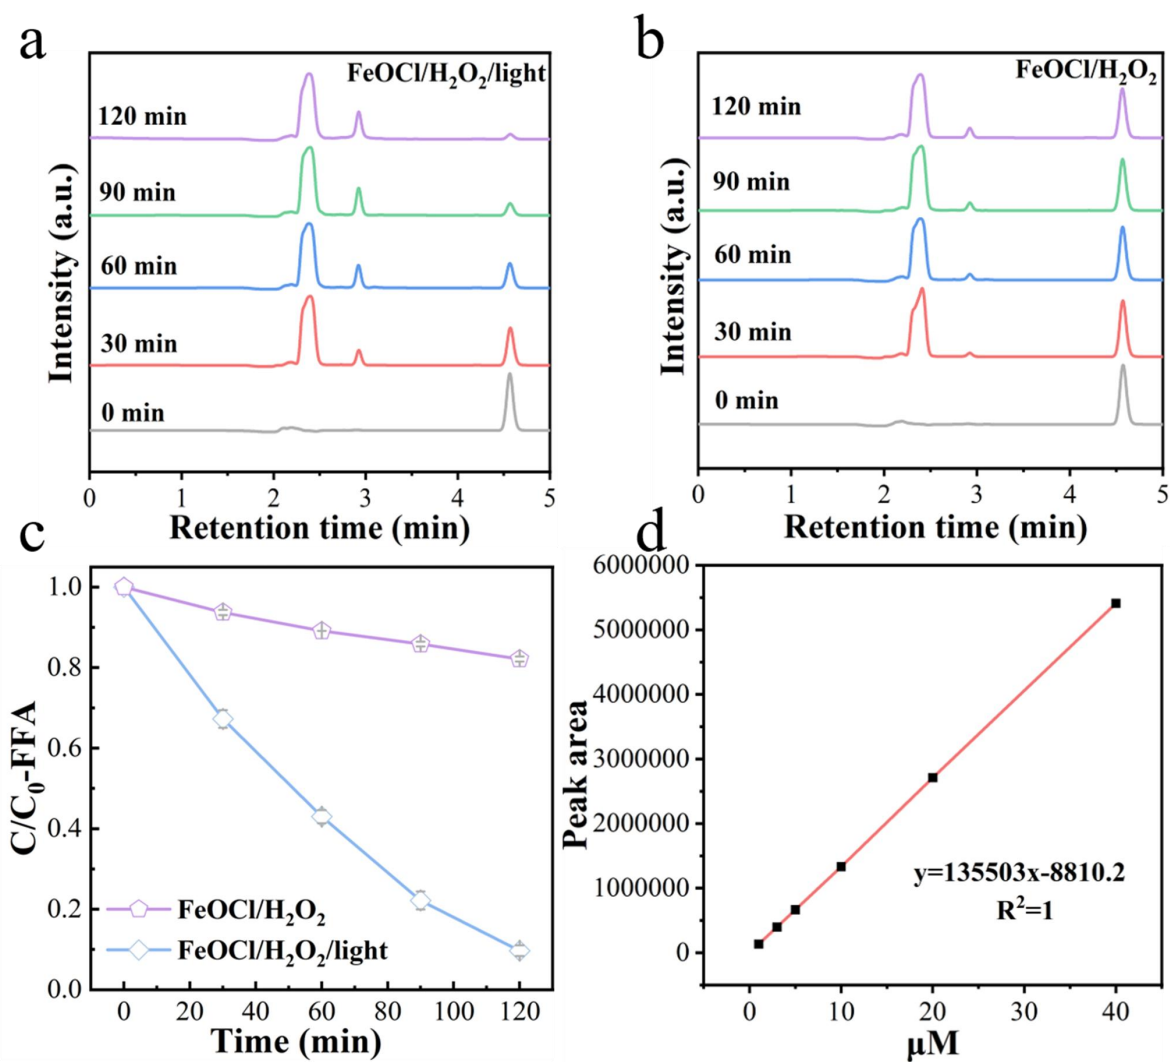 a
FeOCl/H₂O₂/light
120 min
90 min
60 min
30 min
0 min
Intensity (a.u.)
0 1 2 3 4 5
Retention time (min)
b
FeOCl/H₂O₂
120 min
90 min
60 min
30 min
0 min
Intensity (a.u.)
0 1 2 3 4 5
Retention time (min)
c
1.0
0.8
0.6
0.4
0.2
0.0
C/C₀-FFA
FeOCl/H₂O₂
FeOCl/H₂O₂/light
0 20 40 60 80 100 120
Time (min)
d
6000000
5000000
4000000
3000000
2000000
1000000
0
Peak area
y=135503x-8810.2
R²=1
0 10 20 30 40
μM